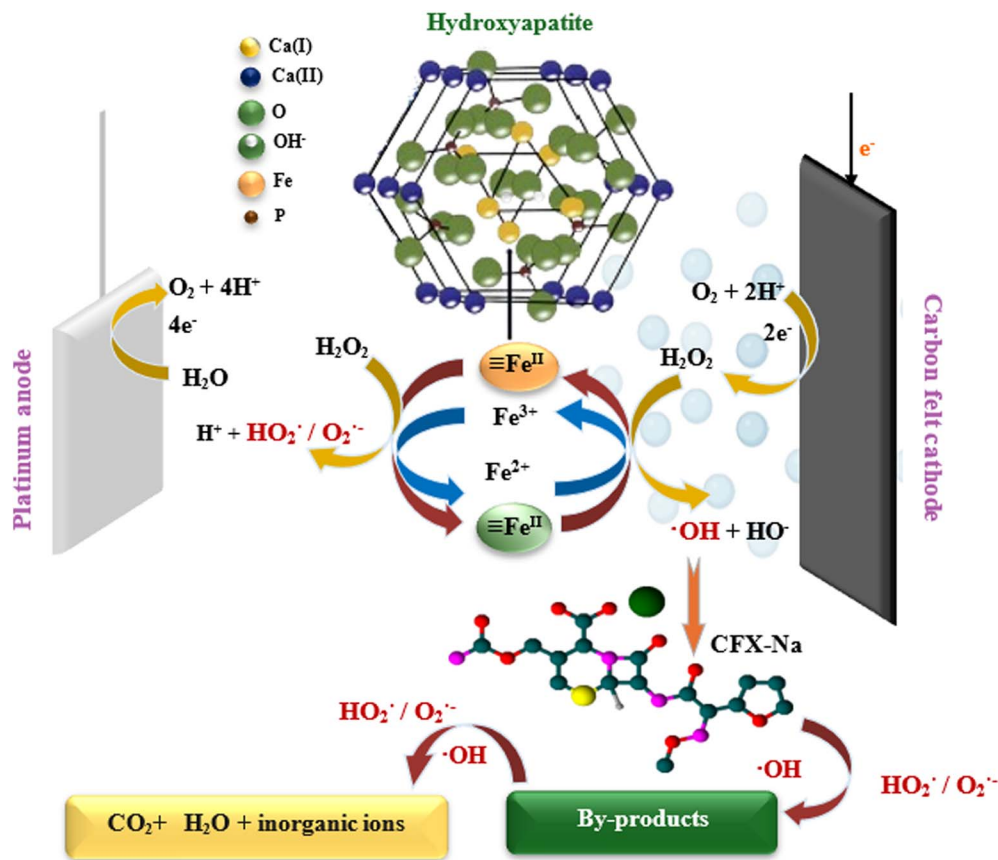 Hydroxyapatite
Ca(I)
Ca(II)
O
OH⁻
Fe
P
e⁻
Platinum anode
O₂ + 4H⁺
4e⁻
H₂O
H₂O₂
H⁺ + HO₂˙ / O₂˙⁻
≡Feᴵᴵ
Fe³⁺
Fe²⁺
≡Feᴵᴵ
O₂ + 2H⁺
2e⁻
H₂O₂
˙OH + HO⁻
Carbon felt cathode
CFX-Na
HO₂˙ / O₂˙⁻
˙OH
˙OH
HO₂˙ / O₂˙⁻
CO₂+ H₂O + inorganic ions
By-products